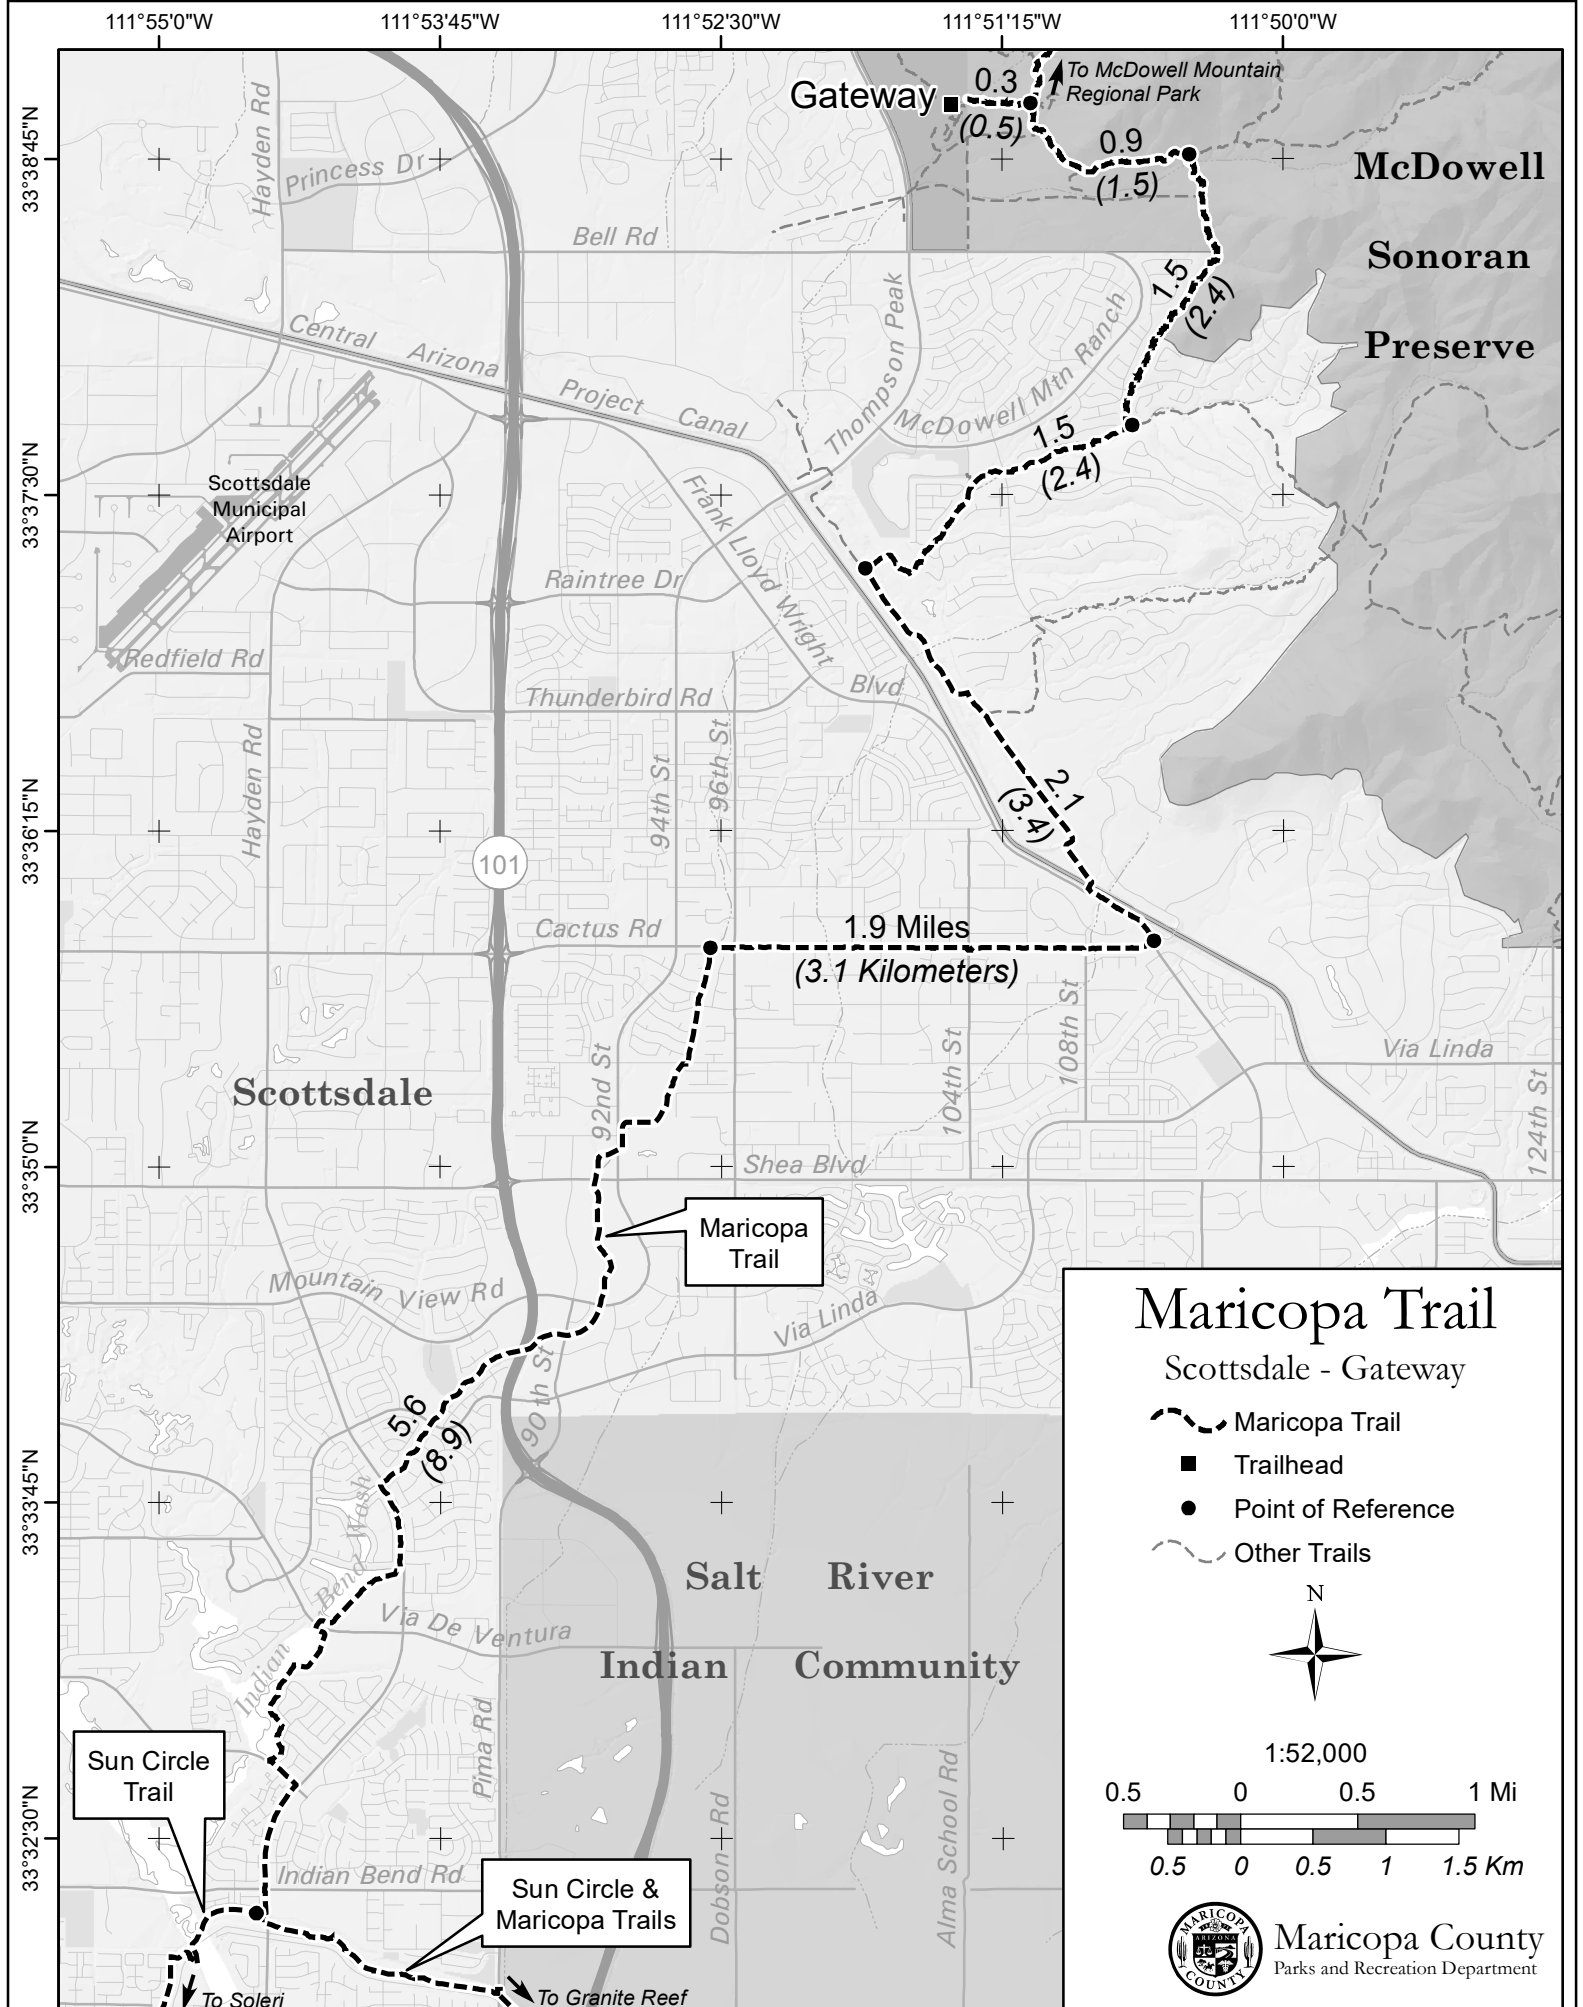 111°55'0"W
111°53'45"W
111°52'30"W
111°51'15"W
111°50'0"W
33°38'45"N
33°37'30"N
33°36'15"N
33°35'0"N
33°33'45"N
33°32'30"N
Gateway
0.3
(0.5)
To McDowell Mountain
Regional Park
0.9
(1.5)
McDowell
Sonoran
Preserve
Hayden Rd
Princess Dr
Bell Rd
1.5
(2.4)
Central Arizona Project Canal
Thompson Peak
McDowell Mtn Ranch
1.5
(2.4)
Scottsdale
Municipal
Airport
Frank Lloyd Wright Blvd
Raintree Dr
Redfield Rd
Thunderbird Rd
Hayden Rd
94th St
96th St
2.1
(3.4)
101
Cactus Rd
1.9 Miles
(3.1 Kilometers)
92nd St
104th St
108th St
Via Linda
124th St
Scottsdale
Shea Blvd
Maricopa
Trail
Mountain View Rd
Via Linda
90th St
5.6
(8.9)
Indian Bend Wash
Salt River
Indian Community
Via De Ventura
Pima Rd
Dobson Rd
Alma School Rd
Sun Circle
Trail
Indian Bend Rd
Sun Circle &
Maricopa Trails
To Soleri
To Granite Reef
Maricopa Trail
Scottsdale - Gateway
Maricopa Trail
Trailhead
Point of Reference
Other Trails
N
1:52,000
0.5 0 0.5 1 Mi
0.5 0 0.5 1 1.5 Km
MARICOPA
ARIZONA
COUNTY
Maricopa County
Parks and Recreation Department